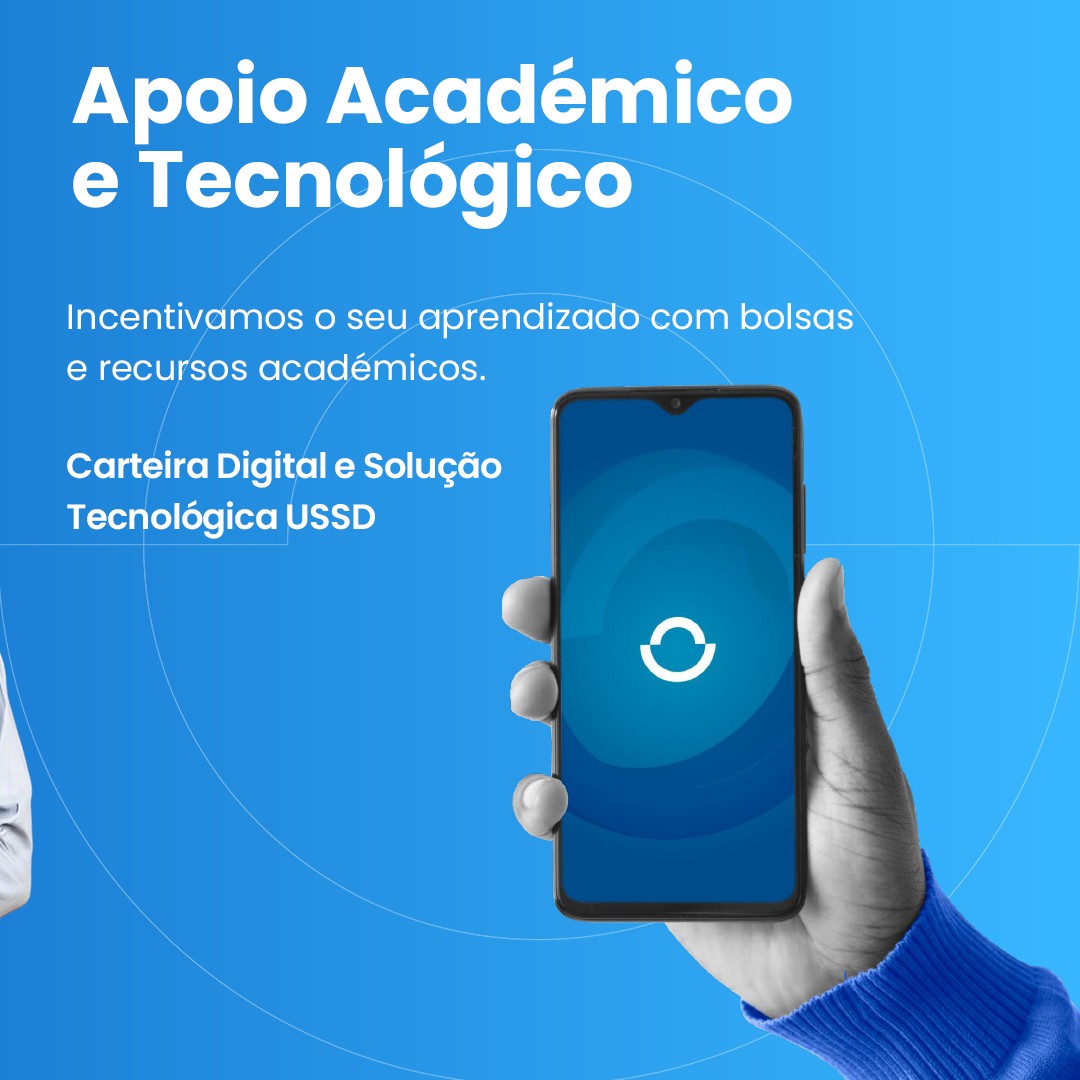 Apoio Académico
e Tecnológico
Incentivamos o seu aprendizado com bolsas
e recursos académicos.
Carteira Digital e Solução
Tecnológica USSD